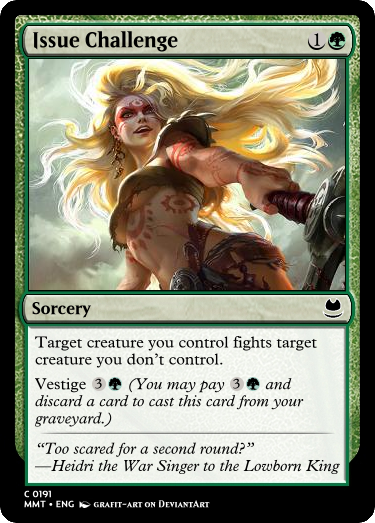 Issue Challenge 1
Sorcery
Target creature you control fights target
creature you don't control.
Vestige 3 (You may pay 3 and
discard a card to cast this card from your
graveyard.)
"Too scared for a second round?"
—Heidri the War Singer to the Lowborn King
C 0191
MMT • ENG GRAFIT-ART ON DEVIANTART